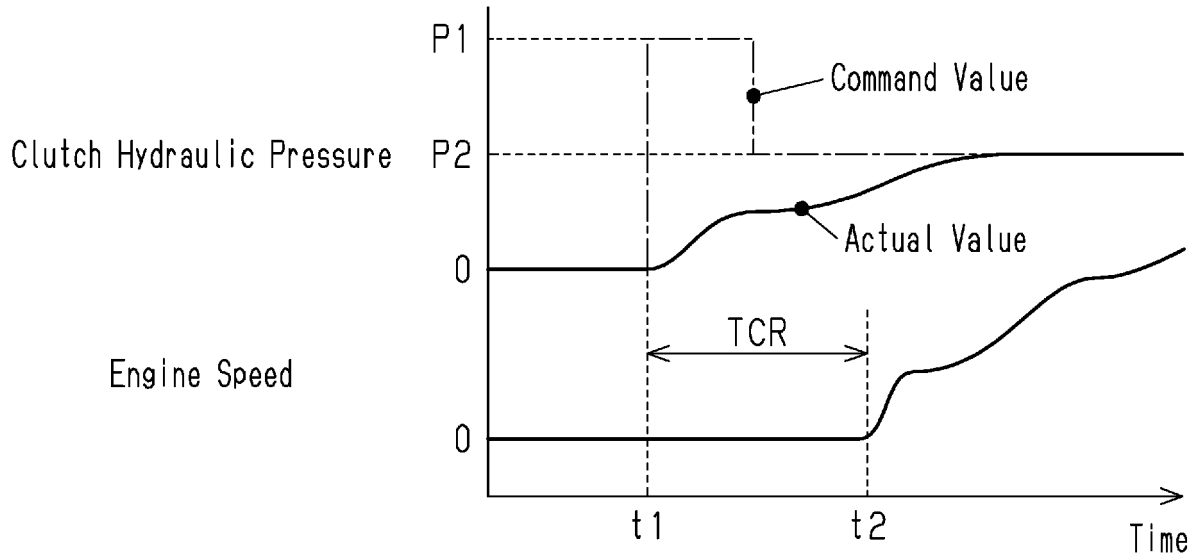 P1
Command Value
Clutch Hydraulic Pressure
P2
Actual Value
0
TCR
Engine Speed
0
t1
t2
Time